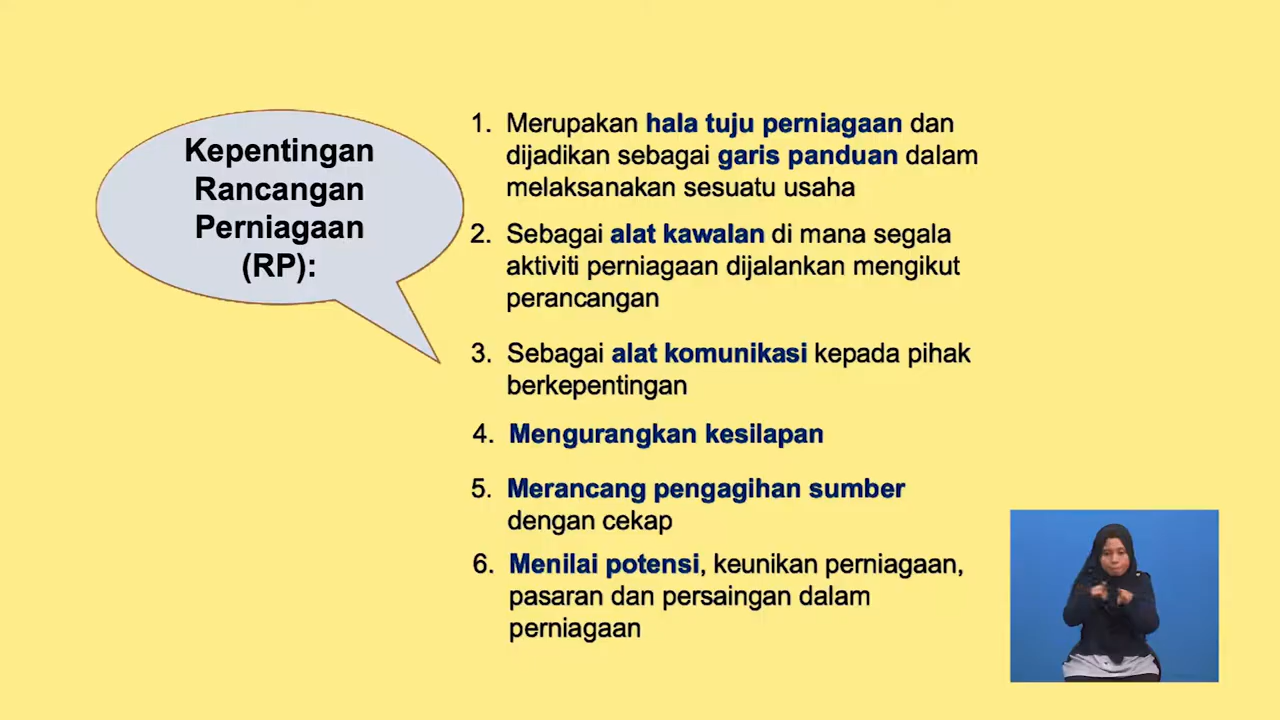 Kepentingan
Rancangan
Perniagaan
(RP):
1. Merupakan hala tuju perniagaan dan
dijadikan sebagai garis panduan dalam
melaksanakan sesuatu usaha
2. Sebagai alat kawalan di mana segala
aktiviti perniagaan dijalankan mengikut
perancangan
3. Sebagai alat komunikasi kepada pihak
berkepentingan
4. Mengurangkan kesilapan
5. Merancang pengagihan sumber
dengan cekap
6. Menilai potensi, keunikan perniagaan,
pasaran dan persaingan dalam
perniagaan